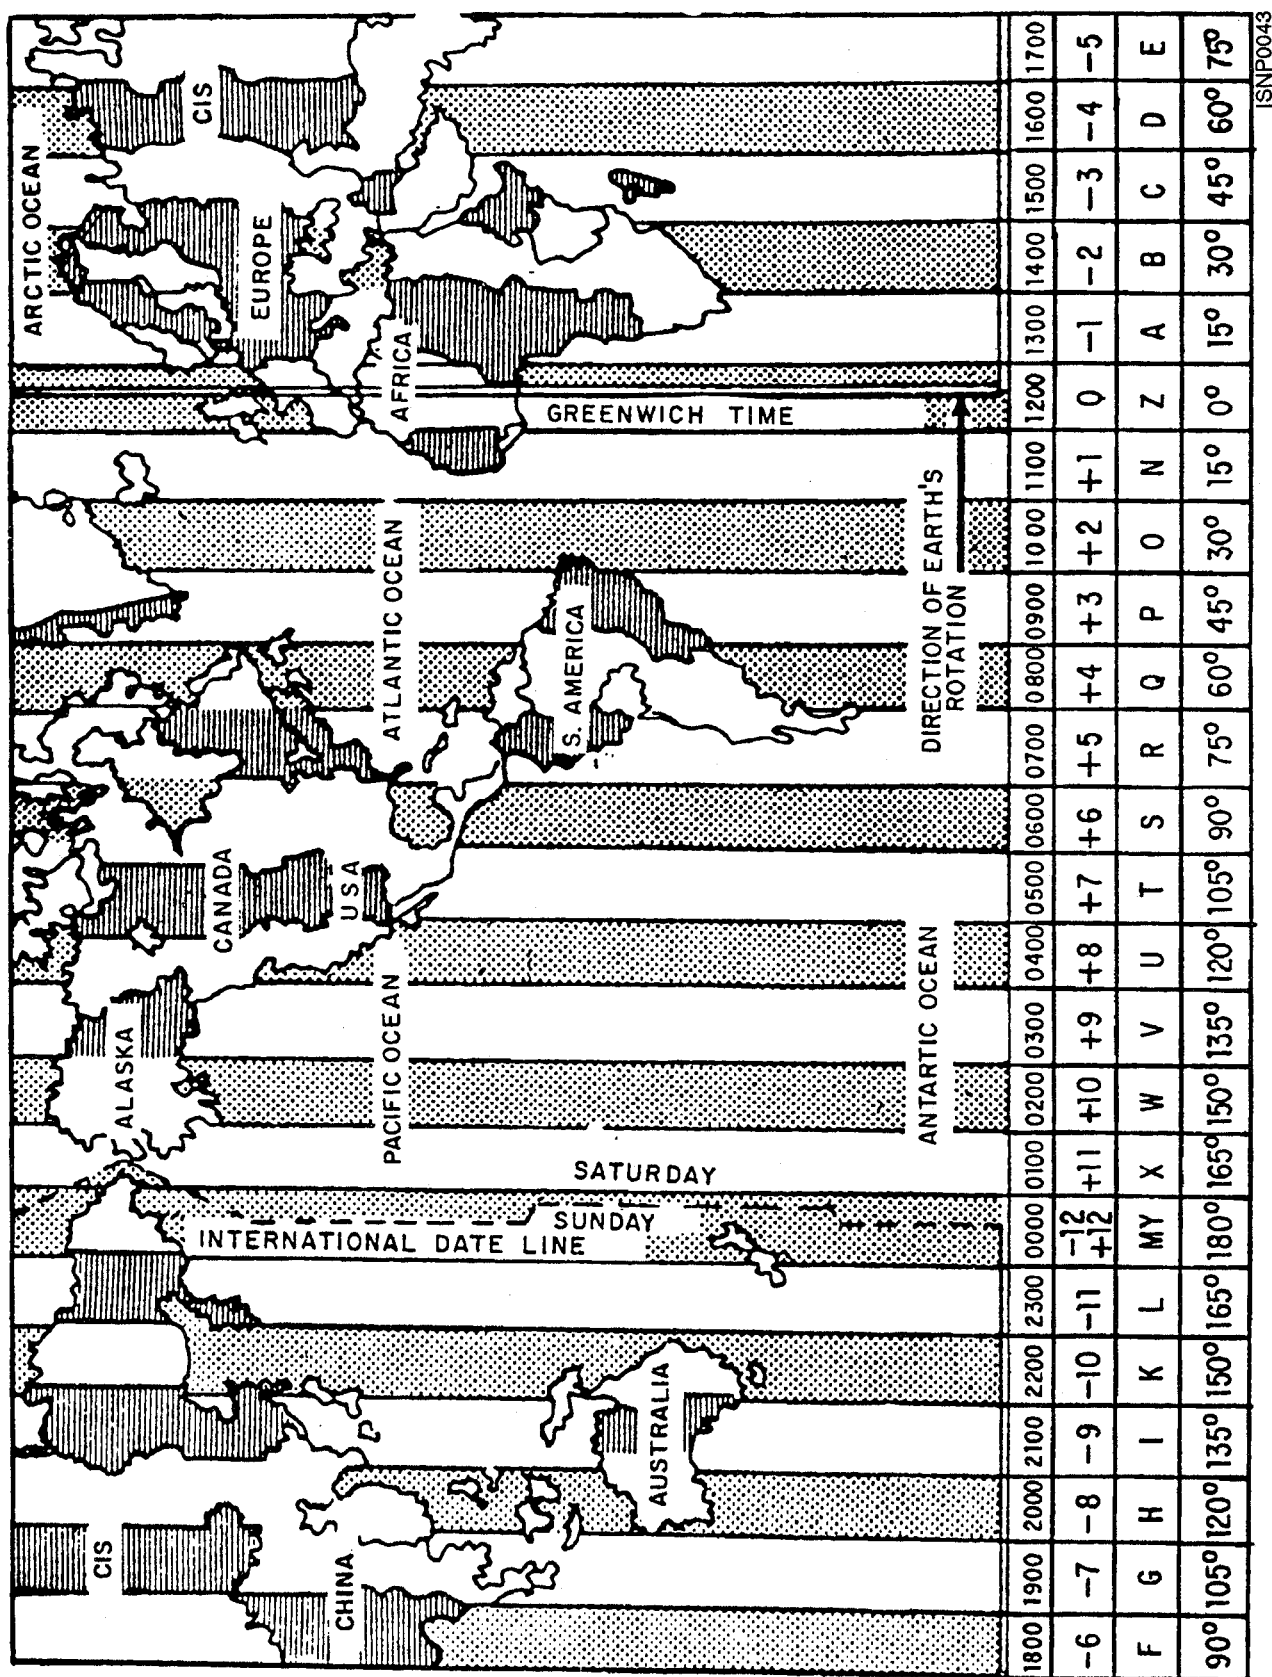 ARCTIC OCEAN
CIS
ALASKA
CIS
CANADA
EUROPE
CHINA
USA
AFRICA
INTERNATIONAL DATE LINE
PACIFIC OCEAN
ATLANTIC OCEAN
SUNDAY
SATURDAY
S. AMERICA
AUSTRALIA
GREENWICH TIME
ANTARTIC OCEAN
DIRECTION OF EARTH'S
ROTATION
1800 1900 2000 2100 2200 2300 0000 0100 0200 0300 0400 0500 0600 0700 0800 0900 1000 1100 1200 1300 1400 1500 1600 1700
−6 −7 −8 −9 −10 −11 −12 +12 +11 +10 +9 +8 +7 +6 +5 +4 +3 +2 +1 0 −1 −2 −3 −4 −5
F G H I K L MY X W V U T S R Q P O N Z A B C D E
90° 105° 120° 135° 150° 165° 180° 165° 150° 135° 120° 105° 90° 75° 60° 45° 30° 15° 0° 15° 30° 45° 60° 75°
ISNP0043